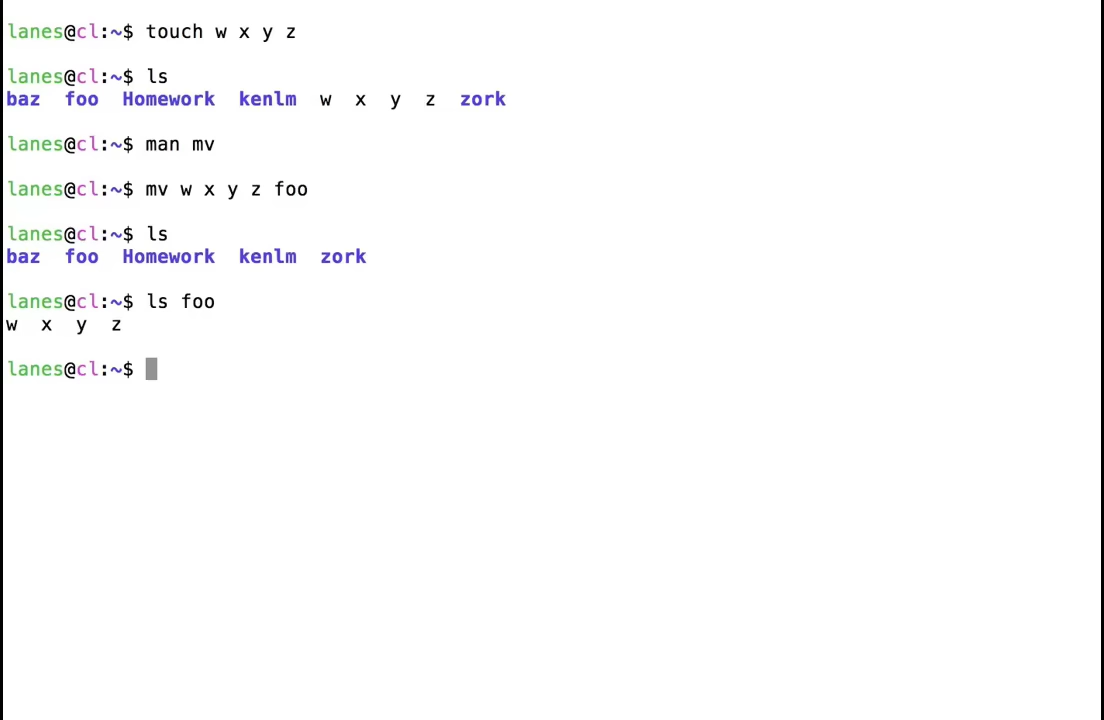 lanes@cl:~$ touch w x y z
lanes@cl:~$ ls
baz  foo  Homework  kenlm  w  x  y  z  zork
lanes@cl:~$ man mv
lanes@cl:~$ mv w x y z foo
lanes@cl:~$ ls
baz  foo  Homework  kenlm  zork
lanes@cl:~$ ls foo
w  x  y  z
lanes@cl:~$